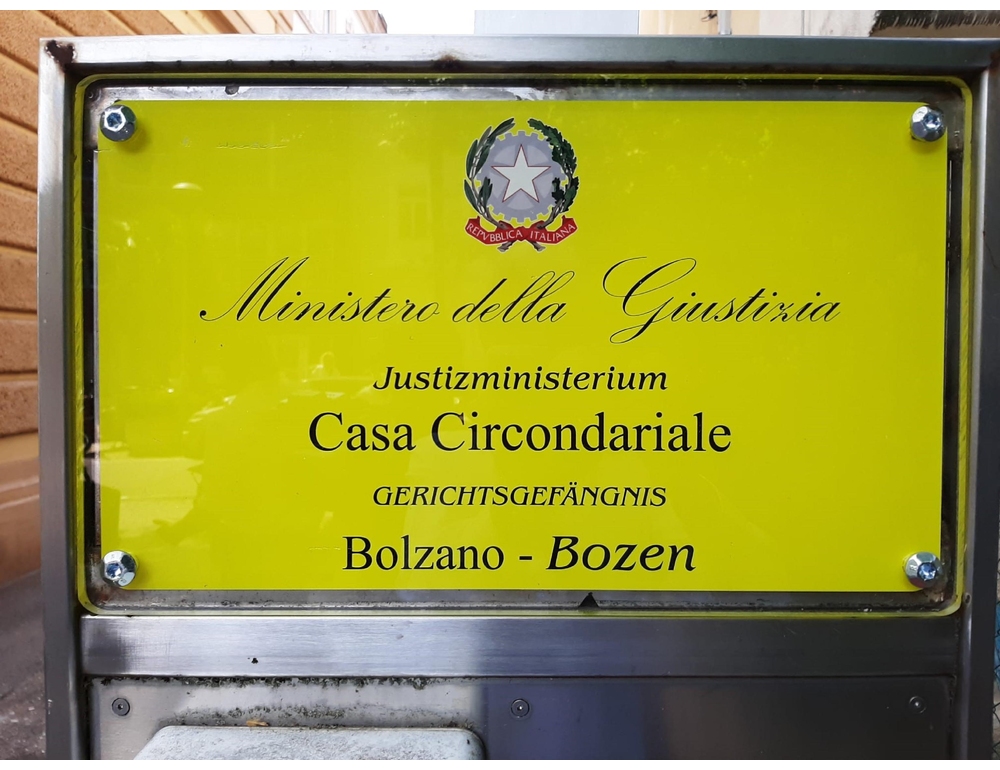 REPVBBLICA ITALIANA
Ministero della Giustizia
Justizministerium
Casa Circondariale
GERICHTSGEFÄNGNIS
Bolzano - Bozen